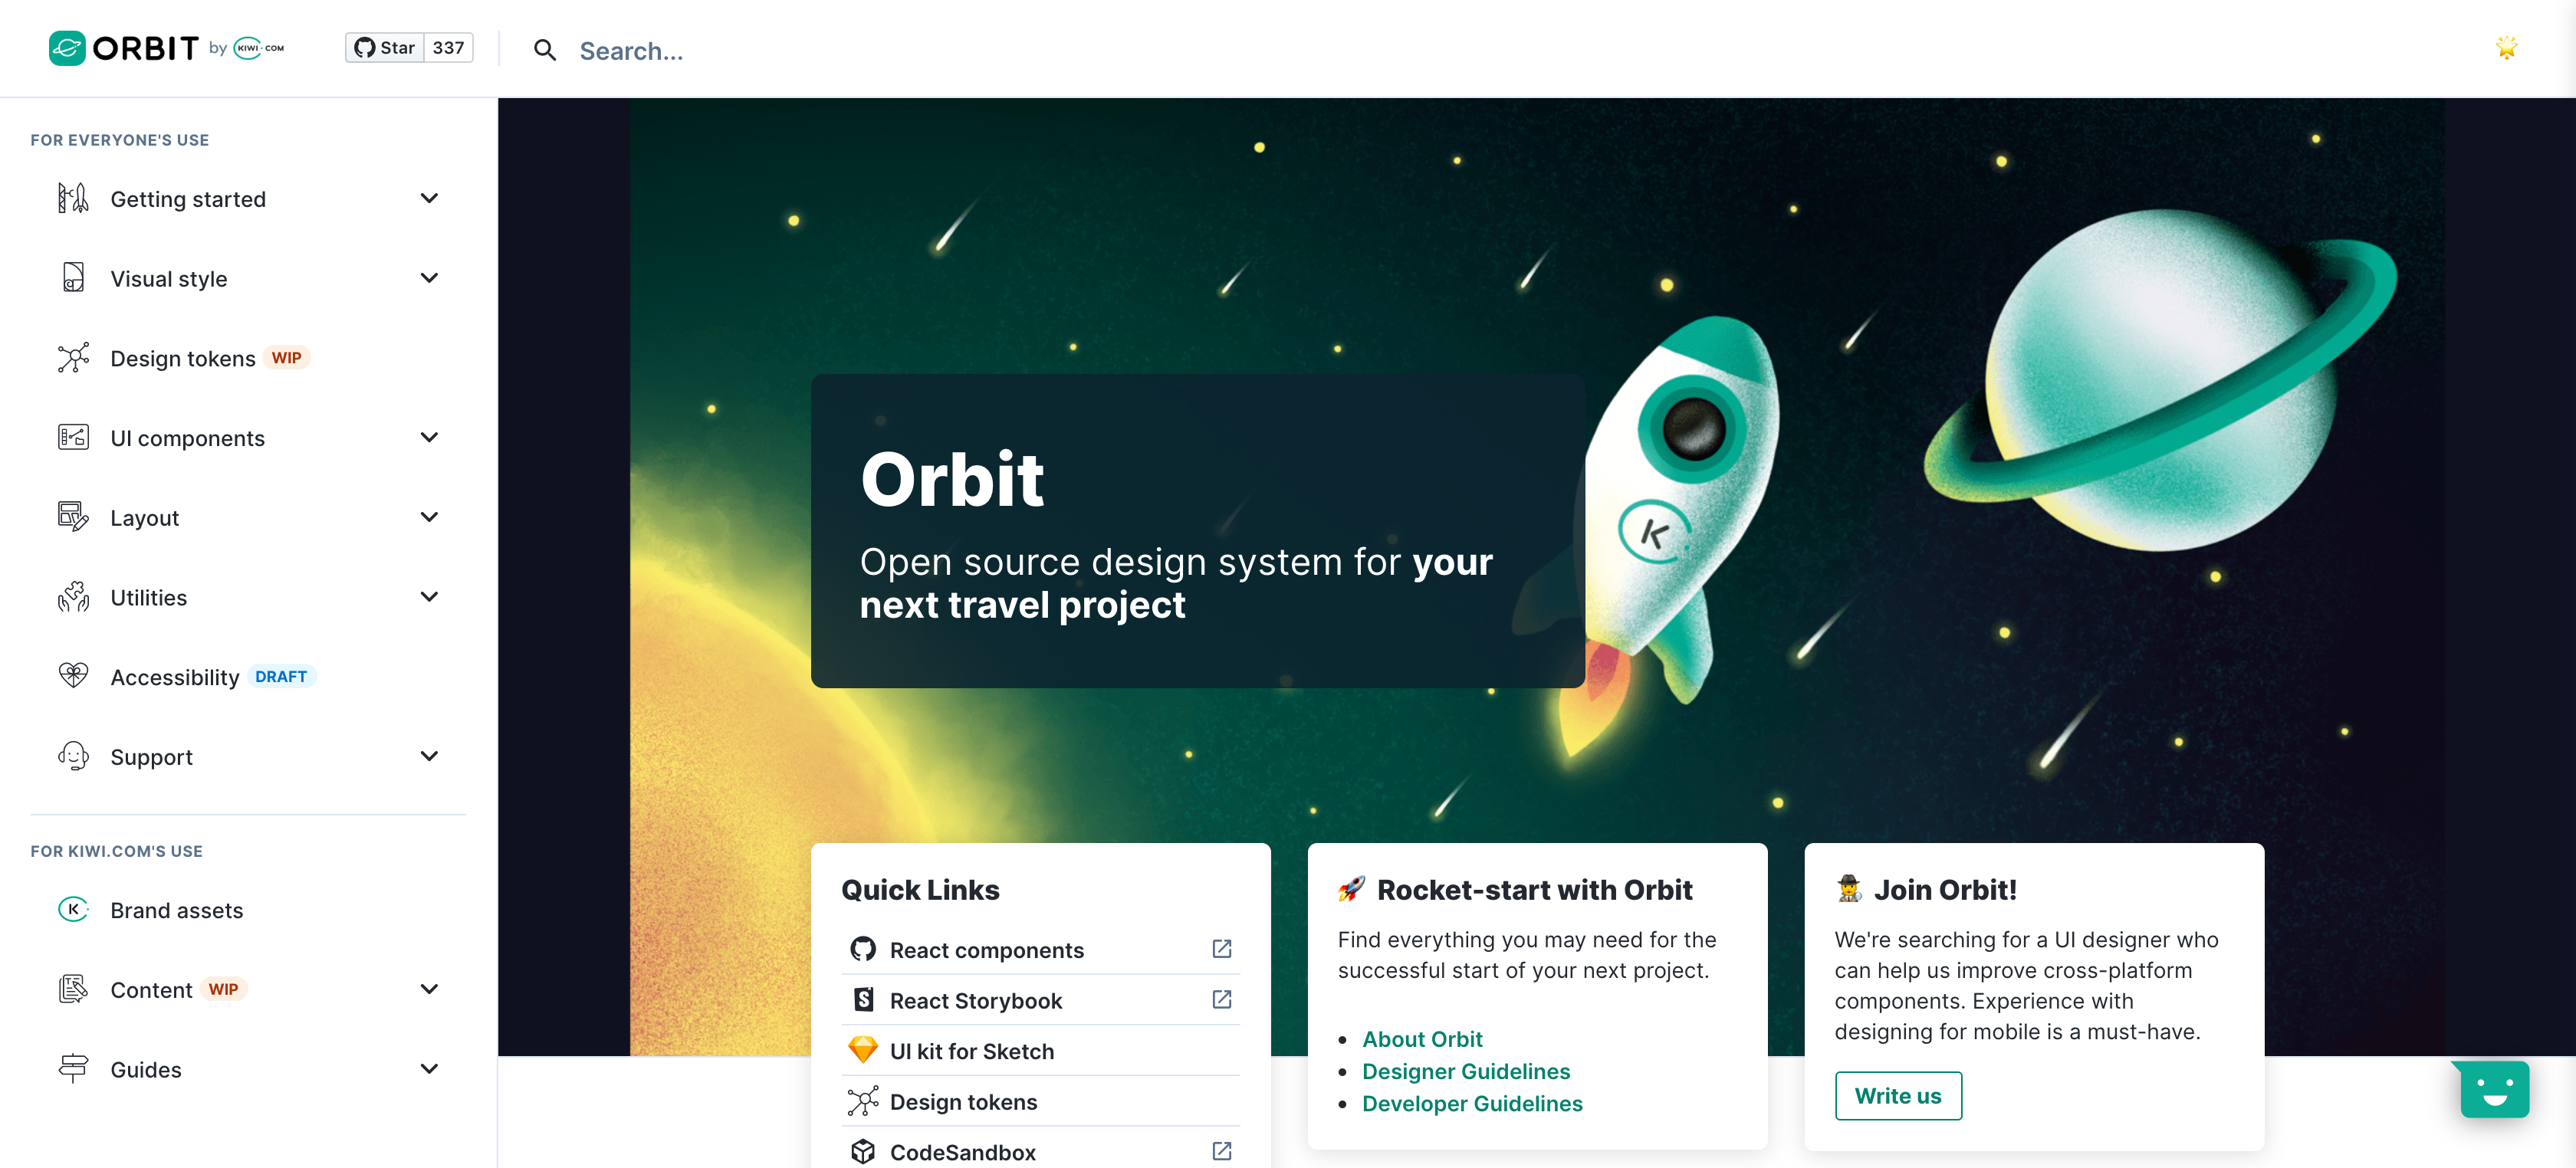 ORBIT by KIWI.COM
Star 337
Search...
FOR EVERYONE'S USE
Getting started
Visual style
Design tokens WIP
UI components
Layout
Utilities
Accessibility DRAFT
Support
FOR KIWI.COM'S USE
K Brand assets
Content WIP
Guides
Orbit
Open source design system for your
next travel project
K
Quick Links
React components
S React Storybook
UI kit for Sketch
Design tokens
CodeSandbox
Rocket-start with Orbit
Find everything you may need for the
successful start of your next project.
• About Orbit
• Designer Guidelines
• Developer Guidelines
Join Orbit!
We're searching for a UI designer who
can help us improve cross-platform
components. Experience with
designing for mobile is a must-have.
Write us